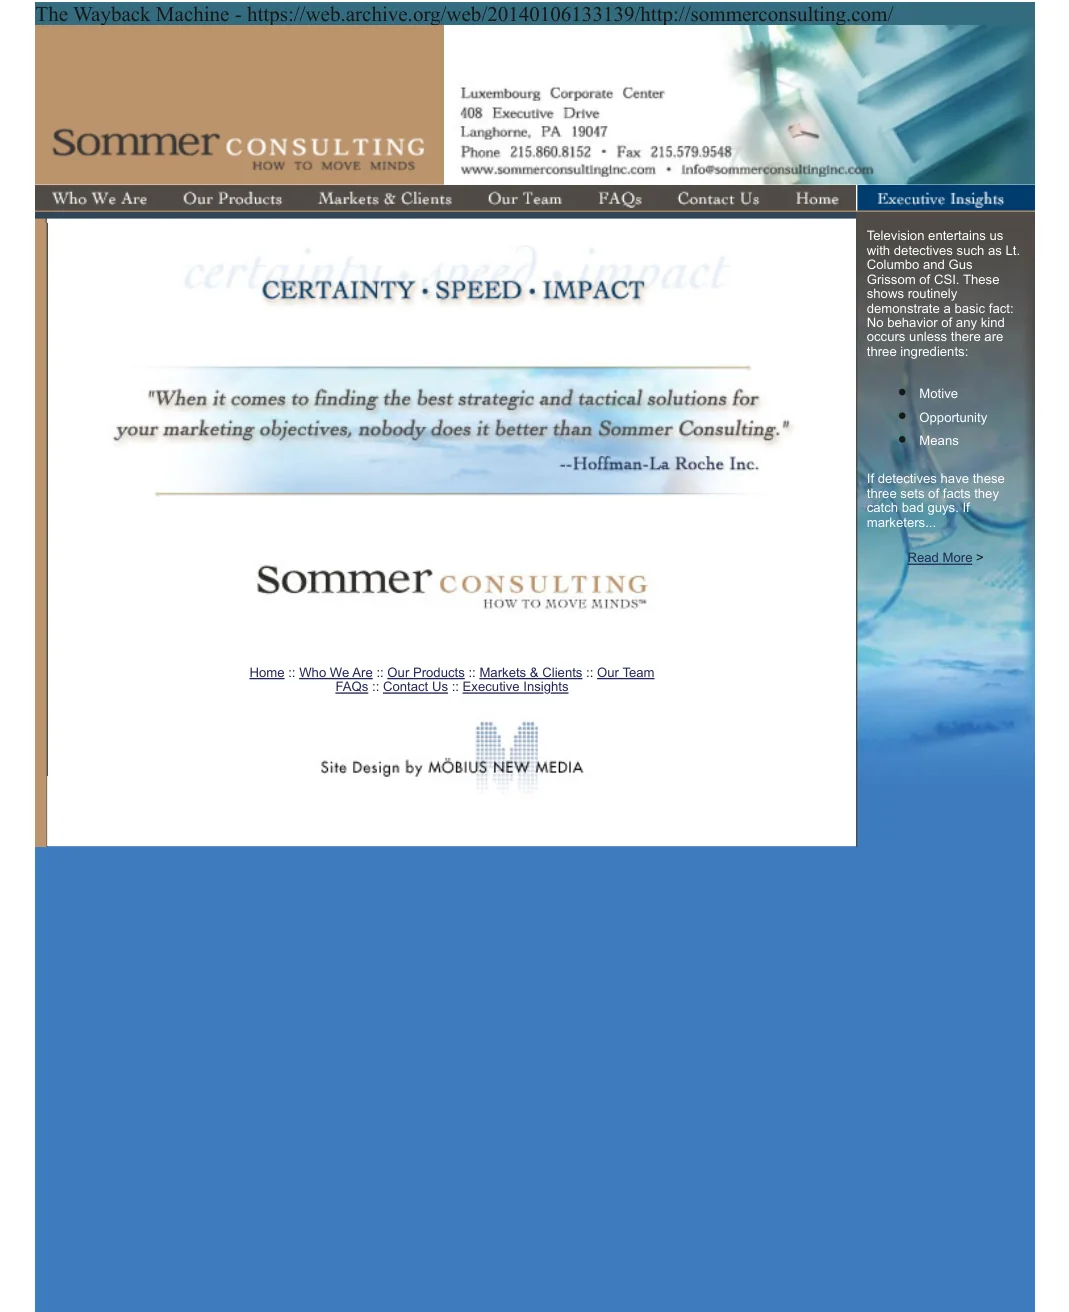 The Wayback Machine - https://web.archive.org/web/20140106133139/http://sommerconsulting.com/
Sommer CONSULTING
HOW TO MOVE MINDS
Luxembourg Corporate Center
408 Executive Drive
Langhorne, PA 19047
Phone 215.860.8152 • Fax 215.579.9548
www.sommerconsultinginc.com • info@sommerconsultinginc.com
Who We Are Our Products Markets & Clients Our Team FAQs Contact Us Home Executive Insights
certainty • speed • impact
CERTAINTY • SPEED • IMPACT
"When it comes to finding the best strategic and tactical solutions for
your marketing objectives, nobody does it better than Sommer Consulting."
--Hoffman-La Roche Inc.
Sommer CONSULTING
HOW TO MOVE MINDS™
Home :: Who We Are :: Our Products :: Markets & Clients :: Our Team
FAQs :: Contact Us :: Executive Insights
Site Design by MÖBIUS NEW MEDIA
Television entertains us
with detectives such as Lt.
Columbo and Gus
Grissom of CSI. These
shows routinely
demonstrate a basic fact:
No behavior of any kind
occurs unless there are
three ingredients:
• Motive
• Opportunity
• Means
If detectives have these
three sets of facts they
catch bad guys. If
marketers...
Read More >